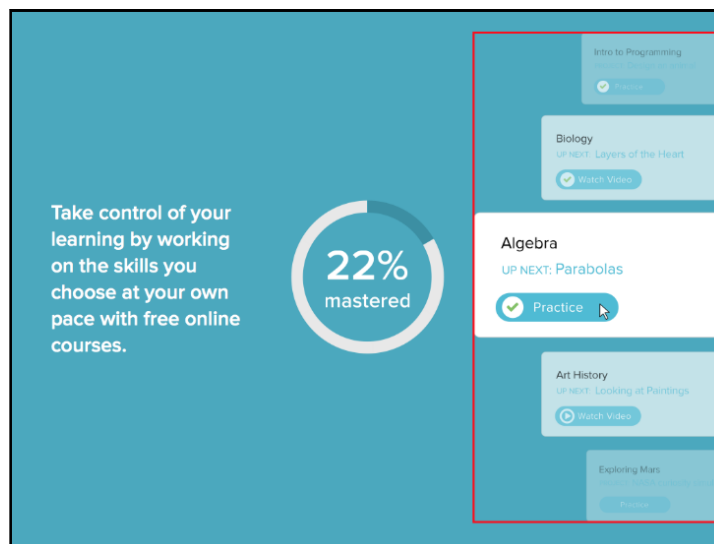 Take control of your
learning by working
on the skills you
choose at your own
pace with free online
courses.
22%
mastered
Intro to Programming
Practice
Biology
UP NEXT: Layers of the Heart
Watch Video
Algebra
UP NEXT: Parabolas
Practice
Art History
UP NEXT: Looking at Paintings
Watch Video
Exploring Mars